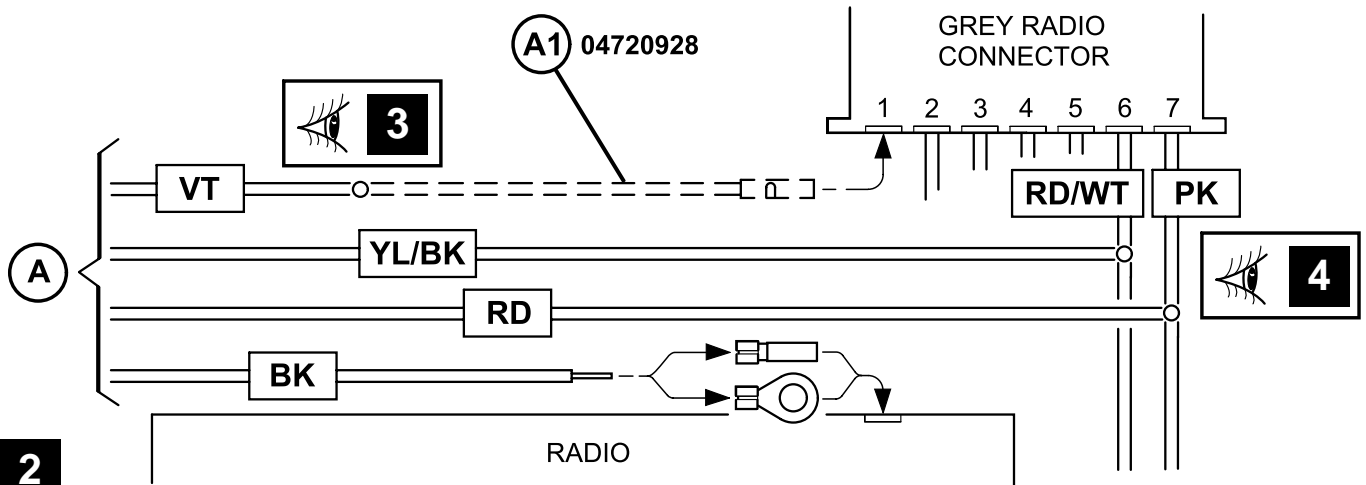 A1 04720928
GREY RADIO
CONNECTOR
3
1 2 3 4 5 6 7
VT
P
RD/WT PK
A
YL/BK
4
RD
BK
RADIO
2